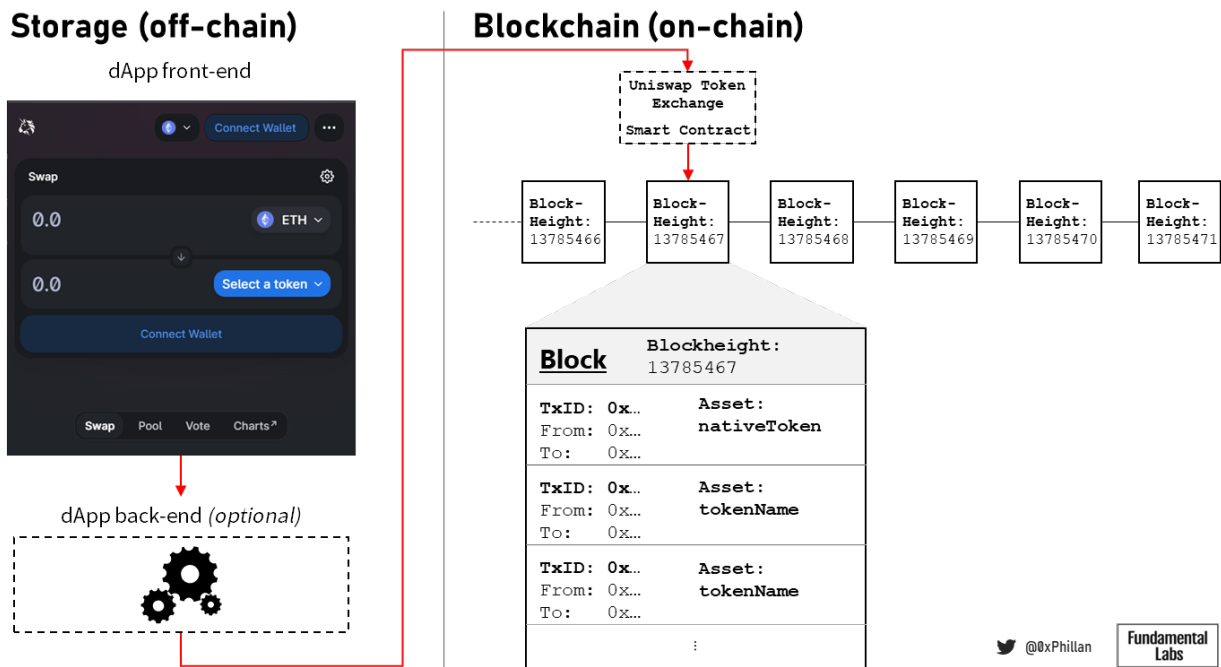 Storage (off-chain)
dApp front-end
Connect Wallet
Swap
0.0
ETH
0.0
Select a token
Connect Wallet
Swap Pool Vote Charts↗
dApp back-end (optional)
Blockchain (on-chain)
Uniswap Token
Exchange
Smart Contract
Block-
Height:
13785466
Block-
Height:
13785467
Block-
Height:
13785468
Block-
Height:
13785469
Block-
Height:
13785470
Block-
Height:
13785471
Block
Blockheight:
13785467
TxID: 0x…
From: 0x…
To: 0x…
Asset:
nativeToken
TxID: 0x…
From: 0x…
To: 0x…
Asset:
tokenName
TxID: 0x…
From: 0x…
To: 0x…
Asset:
tokenName
⋮
@0xPhillan
Fundamental
Labs